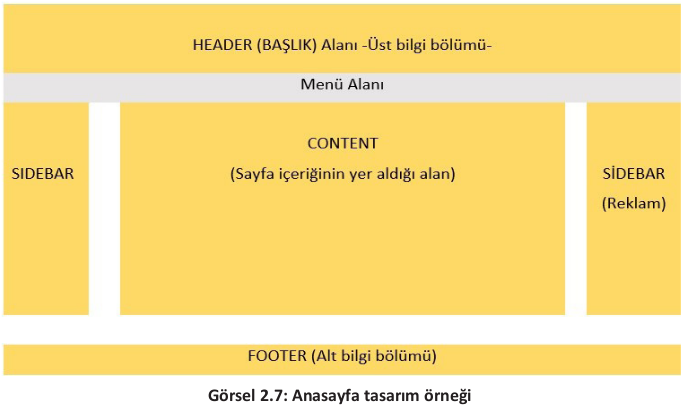 HEADER (BAŞLIK) Alanı -Üst bilgi bölümü-
Menü Alanı
SIDEBAR
CONTENT
(Sayfa içeriğinin yer aldığı alan)
SİDEBAR
(Reklam)
FOOTER (Alt bilgi bölümü)
Görsel 2.7: Anasayfa tasarım örneği